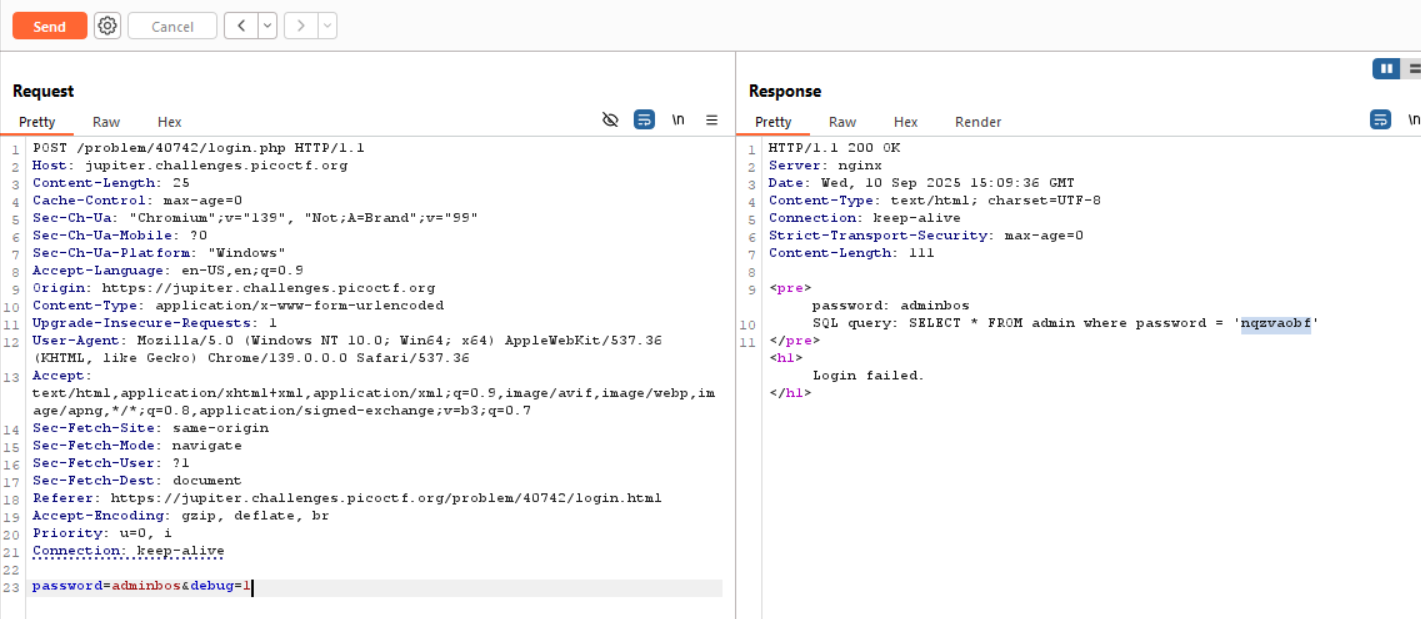 Send
Cancel
Request
Pretty Raw Hex
\n
1 POST /problem/40742/login.php HTTP/1.1
2 Host: jupiter.challenges.picoctf.org
3 Content-Length: 25
4 Cache-Control: max-age=0
5 Sec-Ch-Ua: "Chromium";v="139", "Not;A=Brand";v="99"
6 Sec-Ch-Ua-Mobile: ?0
7 Sec-Ch-Ua-Platform: "Windows"
8 Accept-Language: en-US,en;q=0.9
9 Origin: https://jupiter.challenges.picoctf.org
10 Content-Type: application/x-www-form-urlencoded
11 Upgrade-Insecure-Requests: 1
12 User-Agent: Mozilla/5.0 (Windows NT 10.0; Win64; x64) AppleWebKit/537.36
(KHTML, like Gecko) Chrome/139.0.0.0 Safari/537.36
13 Accept:
text/html,application/xhtml+xml,application/xml;q=0.9,image/avif,image/webp,im
age/apng,*/*;q=0.8,application/signed-exchange;v=b3;q=0.7
14 Sec-Fetch-Site: same-origin
15 Sec-Fetch-Mode: navigate
16 Sec-Fetch-User: ?1
17 Sec-Fetch-Dest: document
18 Referer: https://jupiter.challenges.picoctf.org/problem/40742/login.html
19 Accept-Encoding: gzip, deflate, br
20 Priority: u=0, i
21 Connection: keep-alive
22
23 password=adminbos&debug=1
Response
Pretty Raw Hex Render
\n
1 HTTP/1.1 200 OK
2 Server: nginx
3 Date: Wed, 10 Sep 2025 15:09:36 GMT
4 Content-Type: text/html; charset=UTF-8
5 Connection: keep-alive
6 Strict-Transport-Security: max-age=0
7 Content-Length: 111
8
9 <pre>
password: adminbos
10 SQL query: SELECT * FROM admin where password = 'nqzvaobf'
11 </pre>
<h1>
Login failed.
</h1>